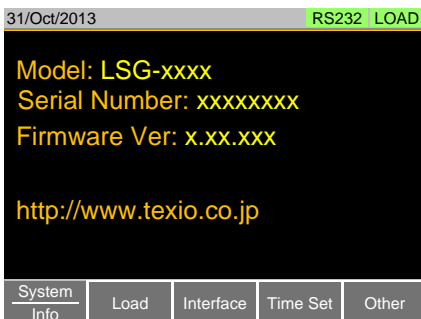 31/Oct/2013 RS232 LOAD
Model: LSG-xxxx
Serial Number: xxxxxxxx
Firmware Ver: x.xx.xxx
http://www.texio.co.jp
System
Info Load Interface Time Set Other